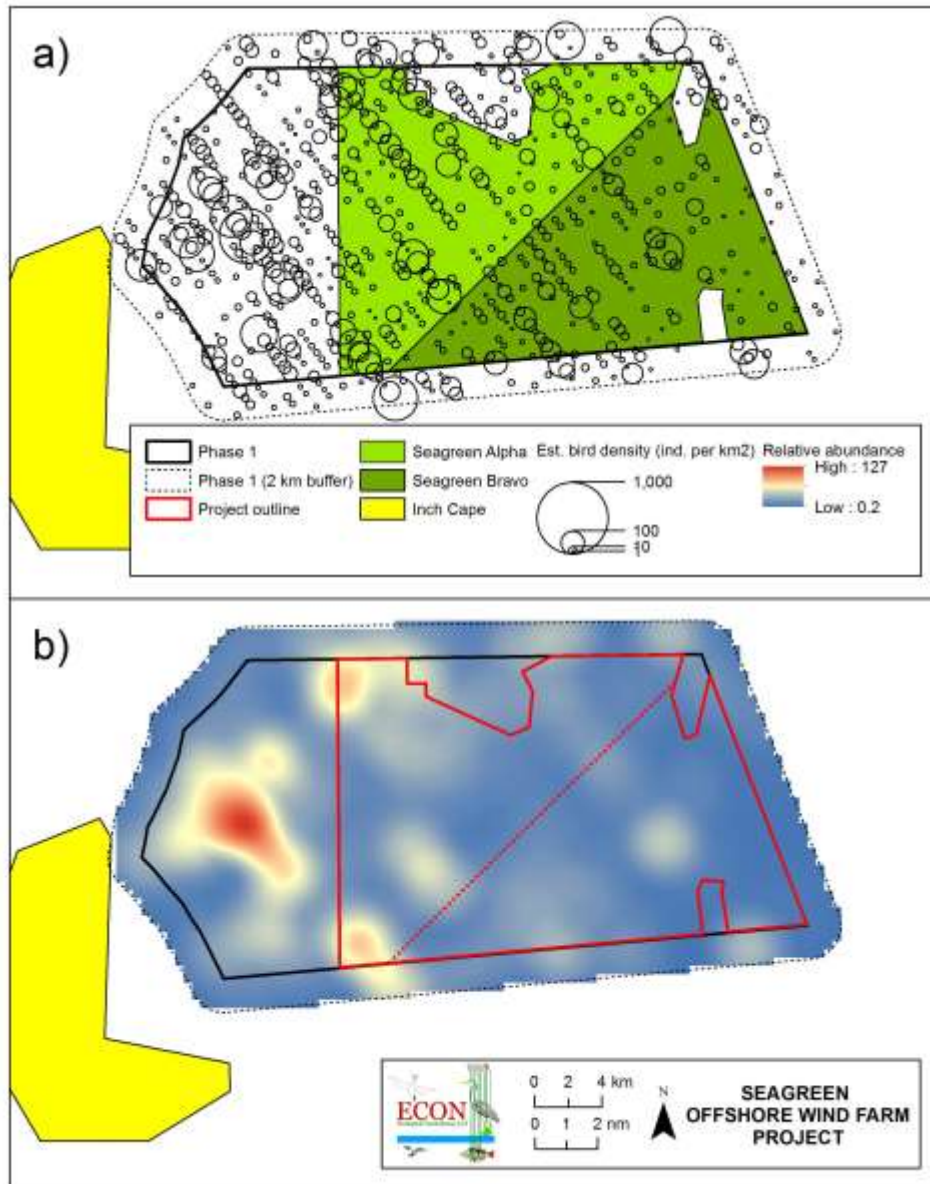 a)
Phase 1
Phase 1 (2 km buffer)
Project outline
Seagreen Alpha
Seagreen Bravo
Inch Cape
Est. bird density (ind. per km2)
1,000
100
10
1
Relative abundance
High : 127
Low : 0.2
b)
ECON
0 2 4 km
0 1 2 nm
N
SEAGREEN
OFFSHORE WIND FARM
PROJECT